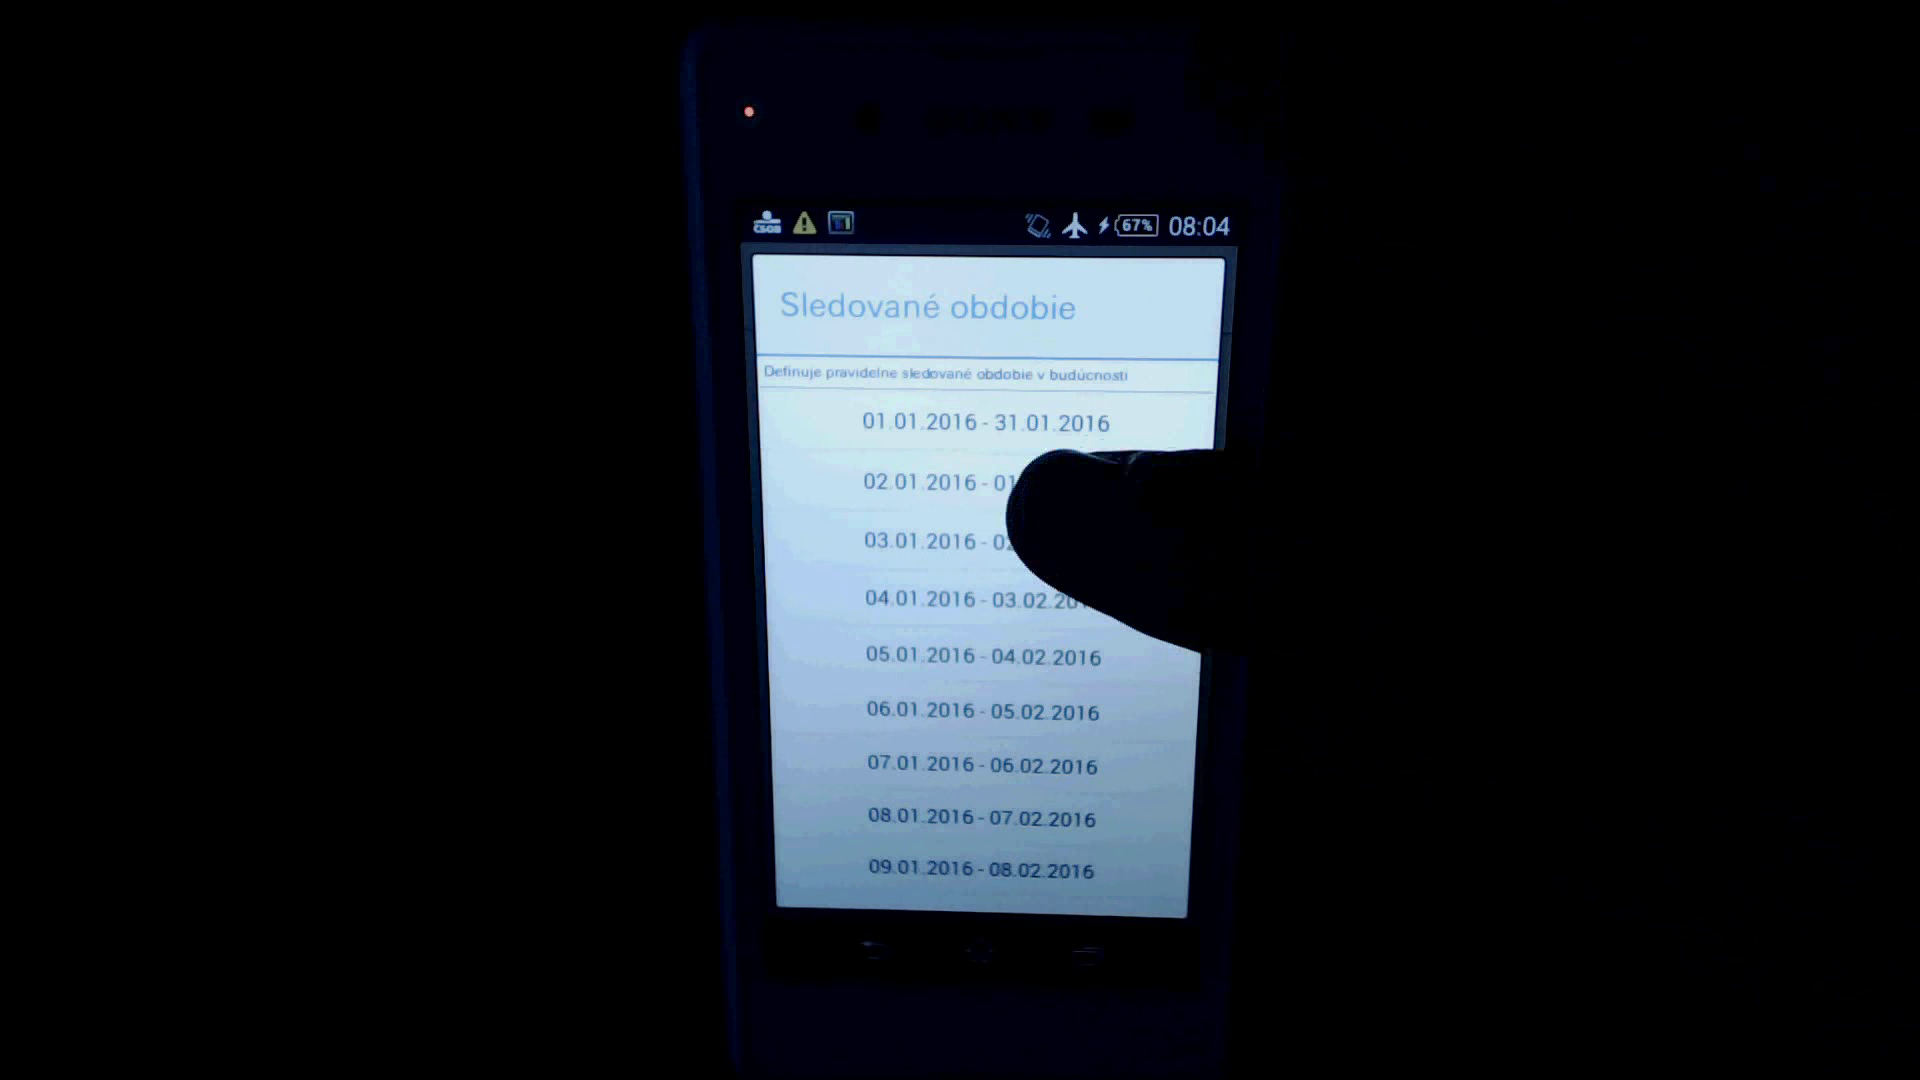 ČSOB
67% 08:04
Sledované obdobie
Definuje pravidelne sledované obdobie v budúcnosti
01.01.2016 - 31.01.2016
02.01.2016 - 01
03.01.2016 - 02
04.01.2016 - 03.02.20
05.01.2016 - 04.02.2016
06.01.2016 - 05.02.2016
07.01.2016 - 06.02.2016
08.01.2016 - 07.02.2016
09.01.2016 - 08.02.2016